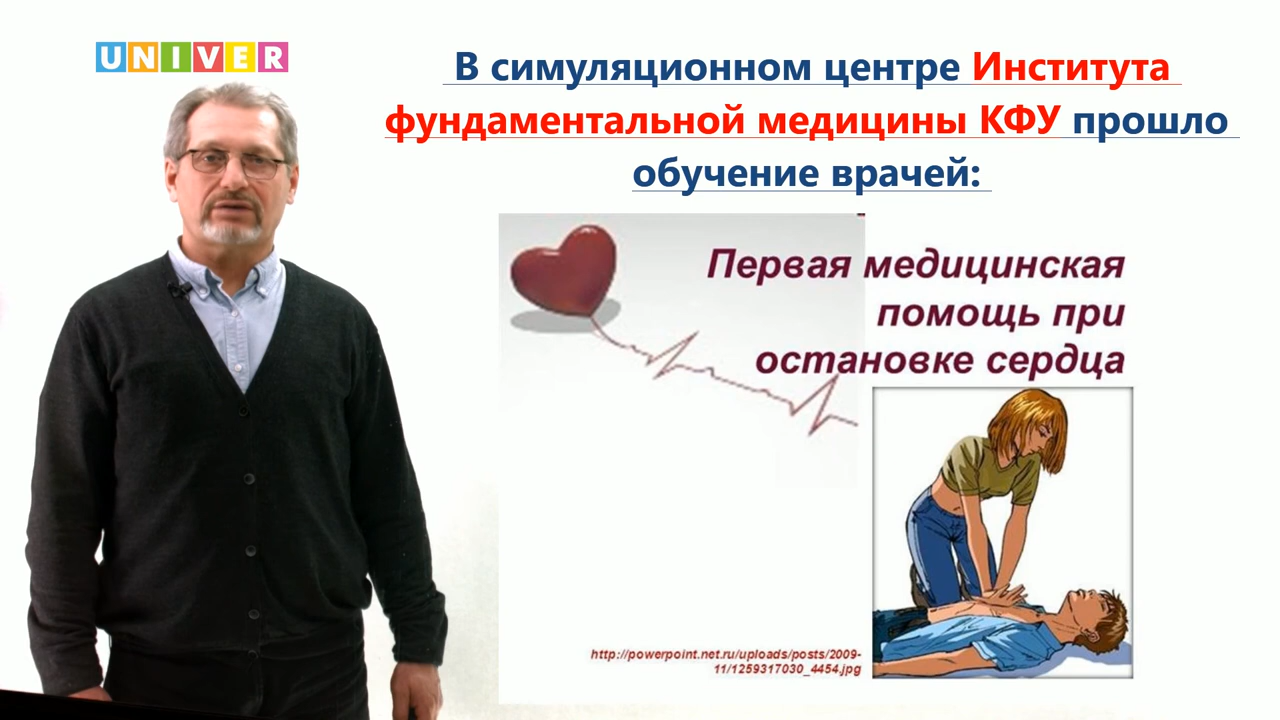 UNIVER
В симуляционном центре Института
фундаментальной медицины КФУ прошло
обучение врачей:
Первая медицинская
помощь при
остановке сердца
http://powerpoint.net.ru/uploads/posts/2009-
11/1259317030_4454.jpg